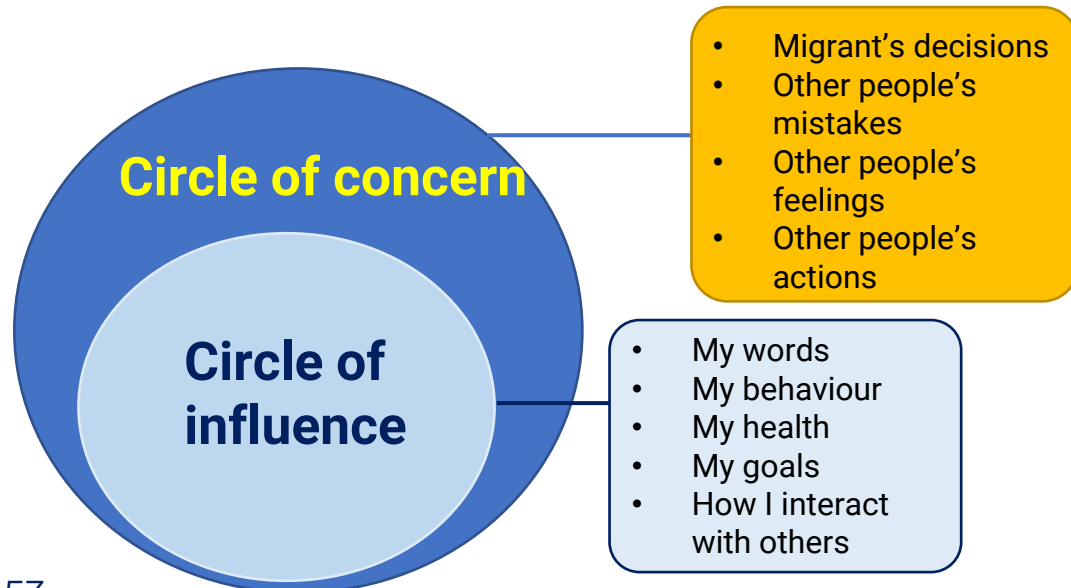 • Migrant’s decisions
• Other people’s
mistakes
• Other people’s
feelings
• Other people’s
actions
Circle of concern
Circle of
influence
• My words
• My behaviour
• My health
• My goals
• How I interact
with others
57